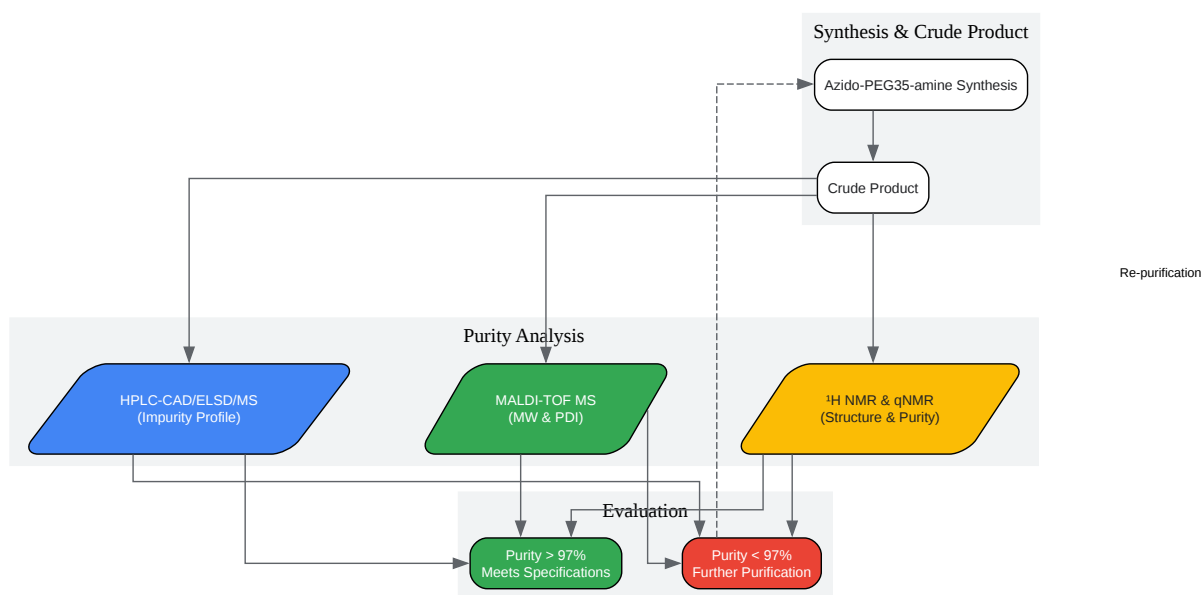 Synthesis & Crude Product
Azido-PEG35-amine Synthesis
Crude Product
Re-purification
Purity Analysis
HPLC-CAD/ELSD/MS
(Impurity Profile)
MALDI-TOF MS
(MW & PDI)
¹H NMR & qNMR
(Structure & Purity)
Evaluation
Purity > 97%
Meets Specifications
Purity < 97%
Further Purification